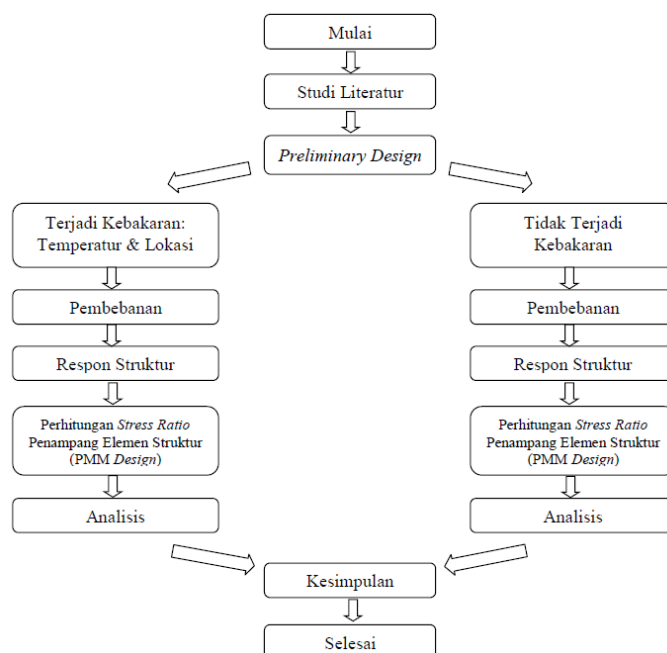 Mulai
Studi Literatur
Preliminary Design
Terjadi Kebakaran:
Temperatur & Lokasi
Pembebanan
Respon Struktur
Perhitungan Stress Ratio
Penampang Elemen Struktur
(PMM Design)
Analisis
Tidak Terjadi
Kebakaran
Pembebanan
Respon Struktur
Perhitungan Stress Ratio
Penampang Elemen Struktur
(PMM Design)
Analisis
Kesimpulan
Selesai